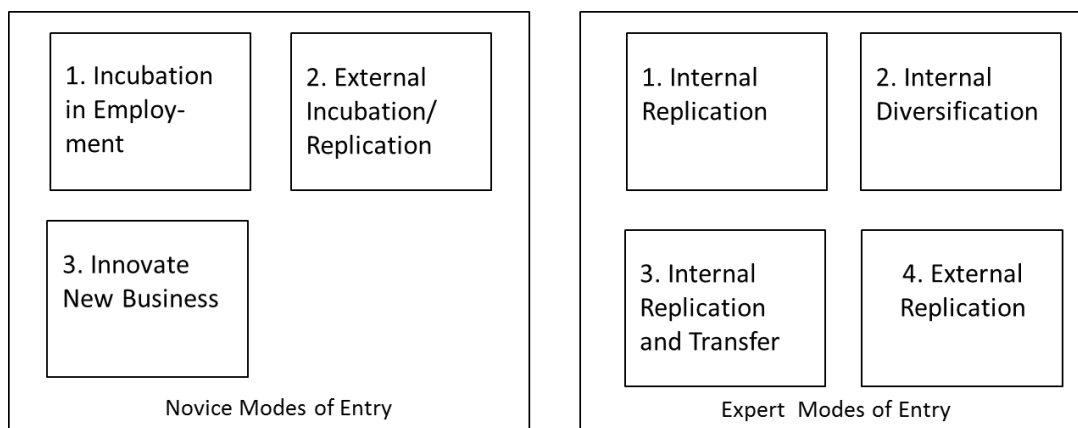 1. Incubation
in Employ-
ment
2. External
Incubation/
Replication
3. Innovate
New Business
Novice Modes of Entry
1. Internal
Replication
2. Internal
Diversification
3. Internal
Replication
and Transfer
4. External
Replication
Expert  Modes of Entry